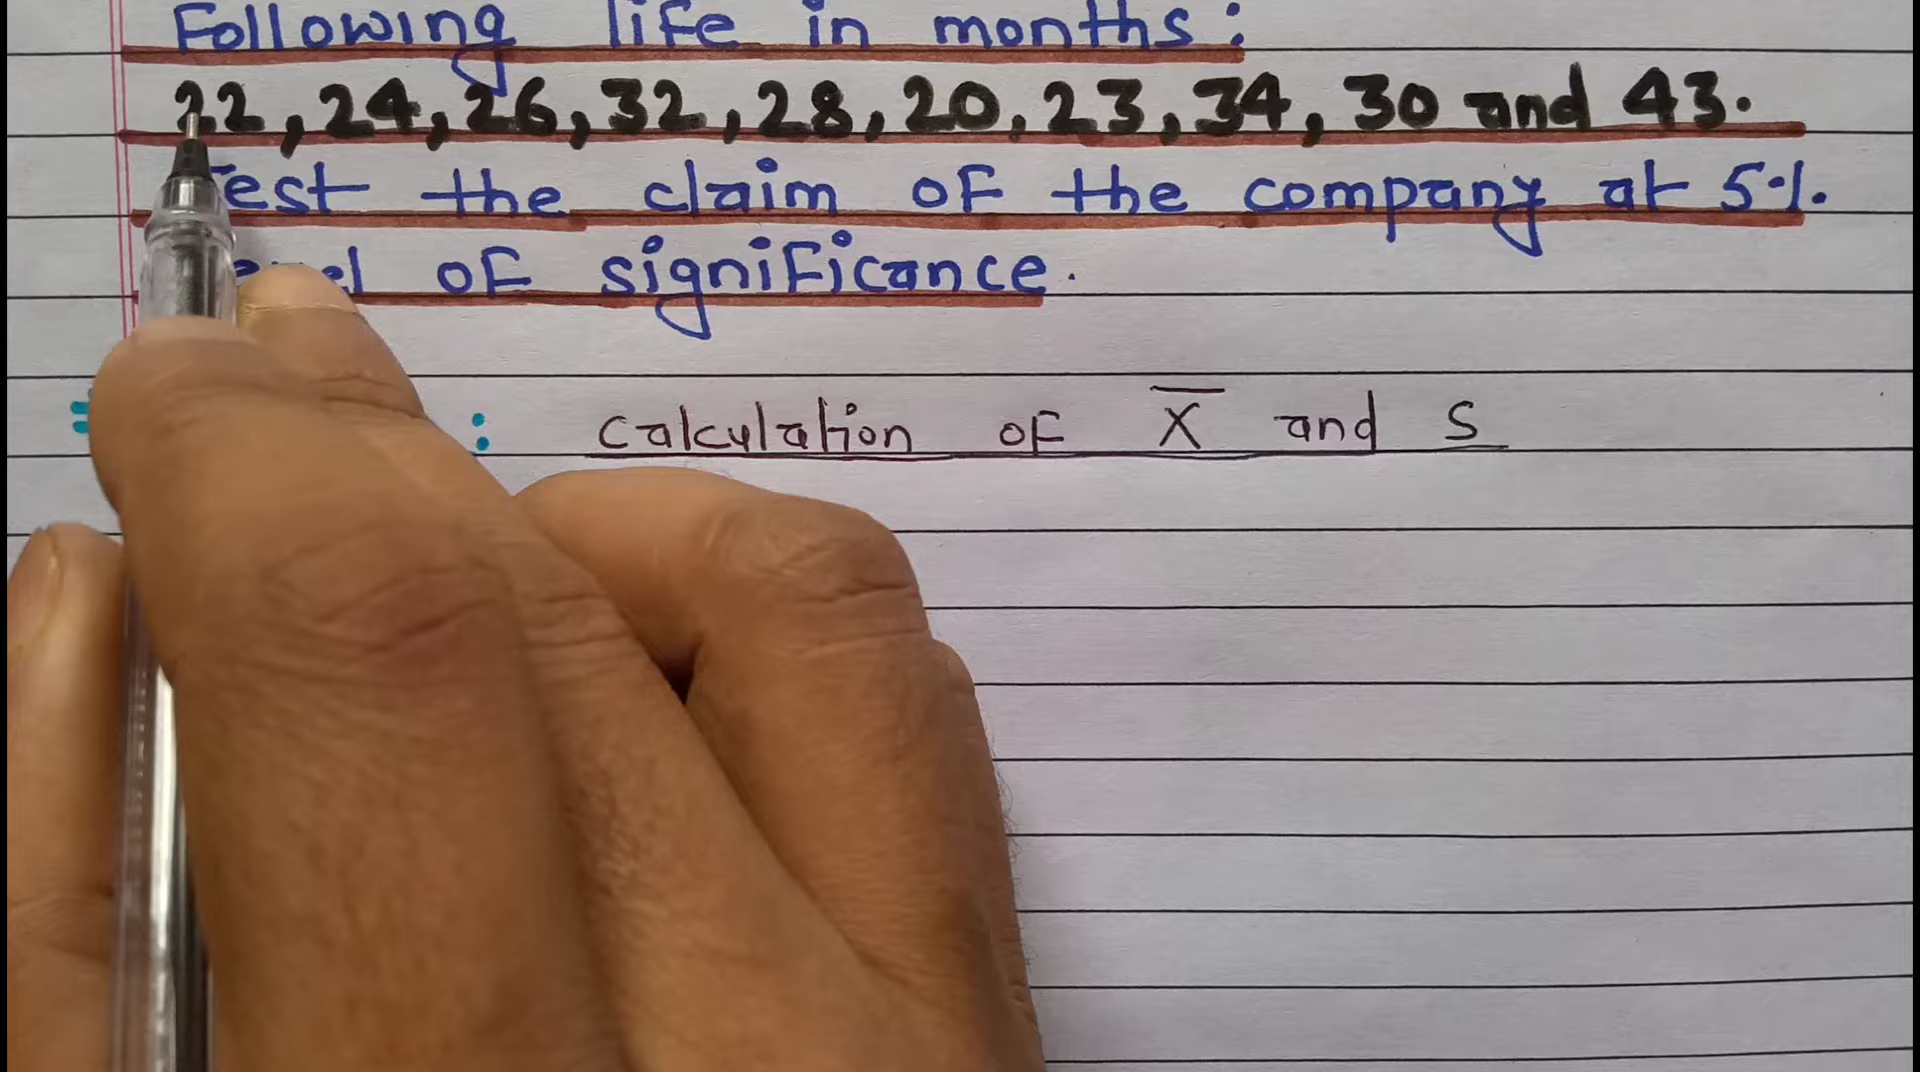 Following life in months:
22, 24, 26, 32, 28, 20, 23, 34, 30 and 43.
Test the claim of the company at 5%
of significance.
: calculation of X̅ and S